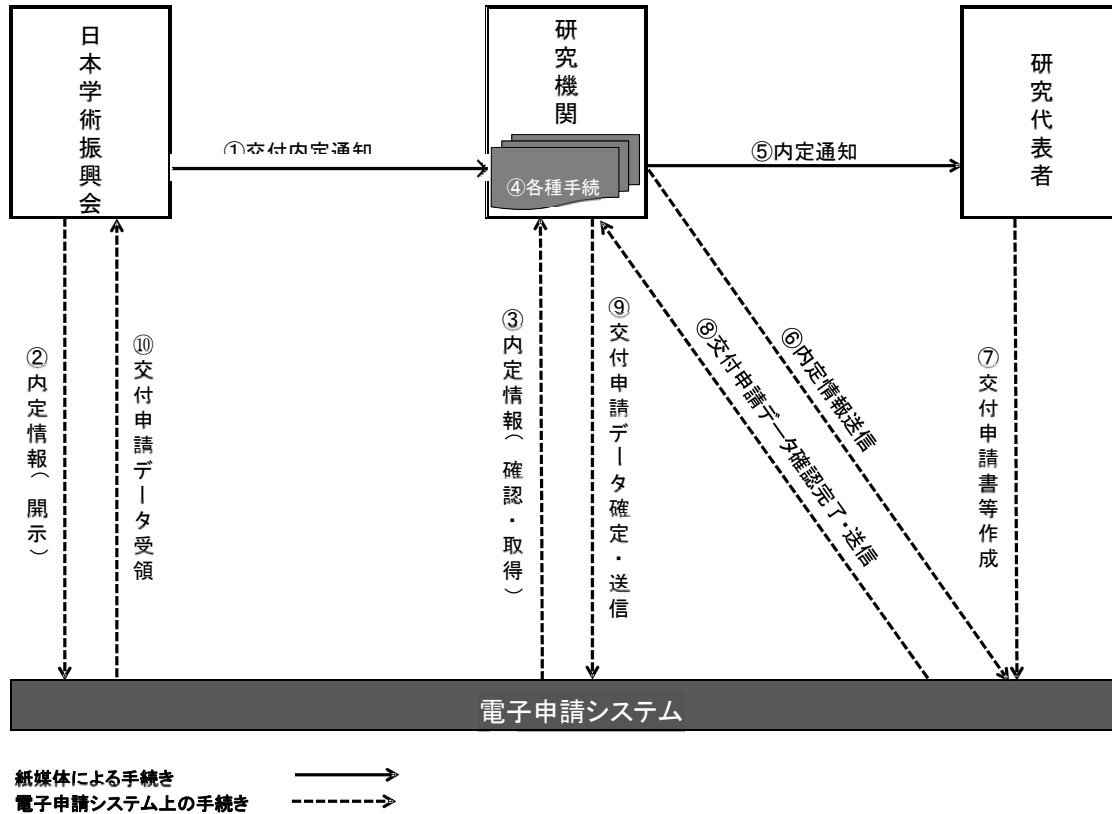 日本学術振興会
研究機関
研究代表者
①交付内定通知
④各種手続
⑤内定通知
②内定情報（開示）
⑩交付申請データ受領
③内定情報（確認・取得）
⑨交付申請データ確定・送信
⑧交付申請データ確認完了・送信
⑥内定情報送信
⑦交付申請書等作成
電子申請システム
紙媒体による手続き
電子申請システム上の手続き